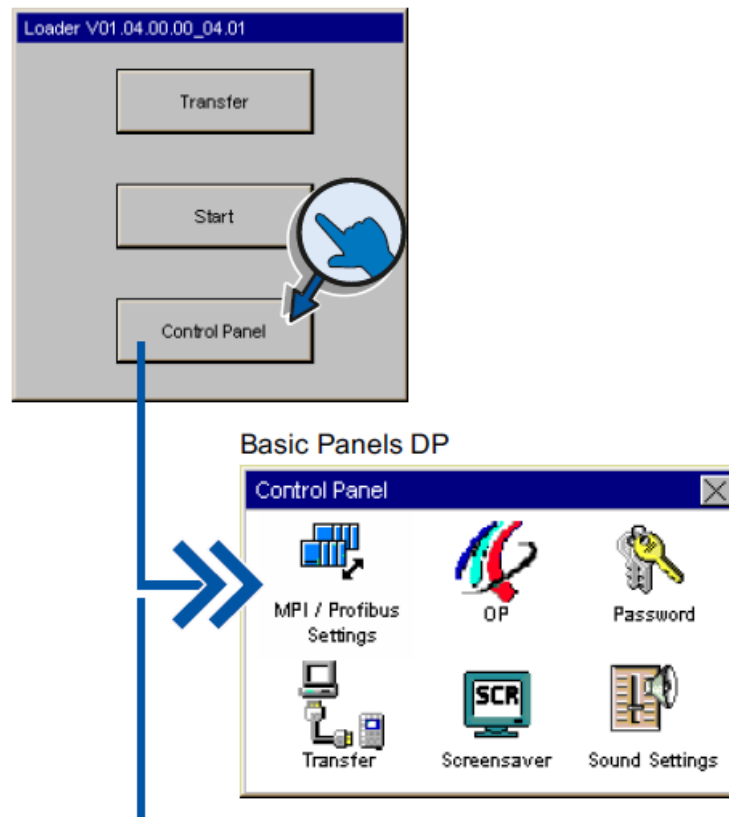 Loader V01.04.00.00_04.01
Transfer
Start
Control Panel
Basic Panels DP
Control Panel
MPI / Profibus
Settings
OP
Password
SCR
Transfer
Screensaver
Sound Settings